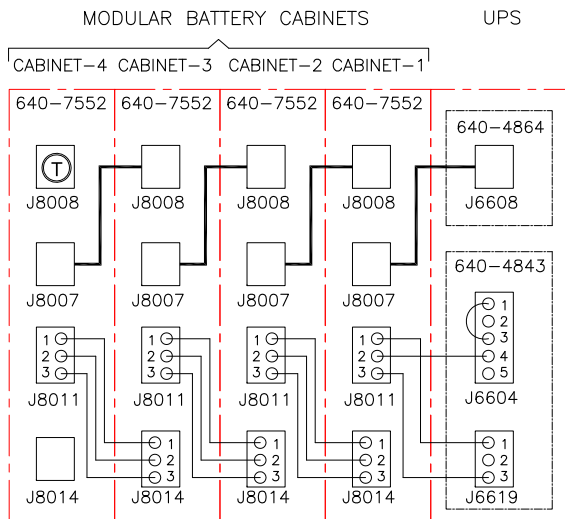 MODULAR BATTERY CABINETS UPS
CABINET-4 CABINET-3 CABINET-2 CABINET-1
640-7552 640-7552 640-7552 640-7552
640-4864
T
J8008 J8008 J8008 J8008 J6608
640-4843
J8007 J8007 J8007 J8007
1 1 1 1 1
2 2 2 2 2
3 3 3 3 3
4
5
J8011 J8011 J8011 J8011 J6604
1 1 1 1
2 2 2 2
3 3 3 3
J8014 J8014 J8014 J8014 J6619